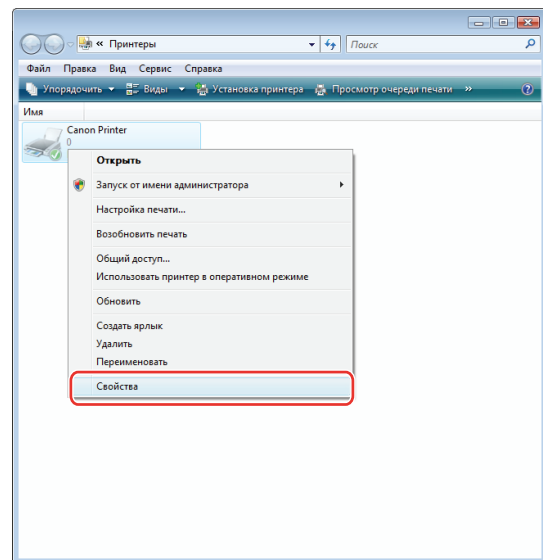 « Принтеры
Поиск
Файл Правка Вид Сервис Справка
Упорядочить Виды Установка принтера Просмотр очереди печати »
Имя
Canon Printer
0
Открыть
Запуск от имени администратора
Настройка печати...
Возобновить печать
Общий доступ...
Использовать принтер в оперативном режиме
Обновить
Создать ярлык
Удалить
Переименовать
Свойства